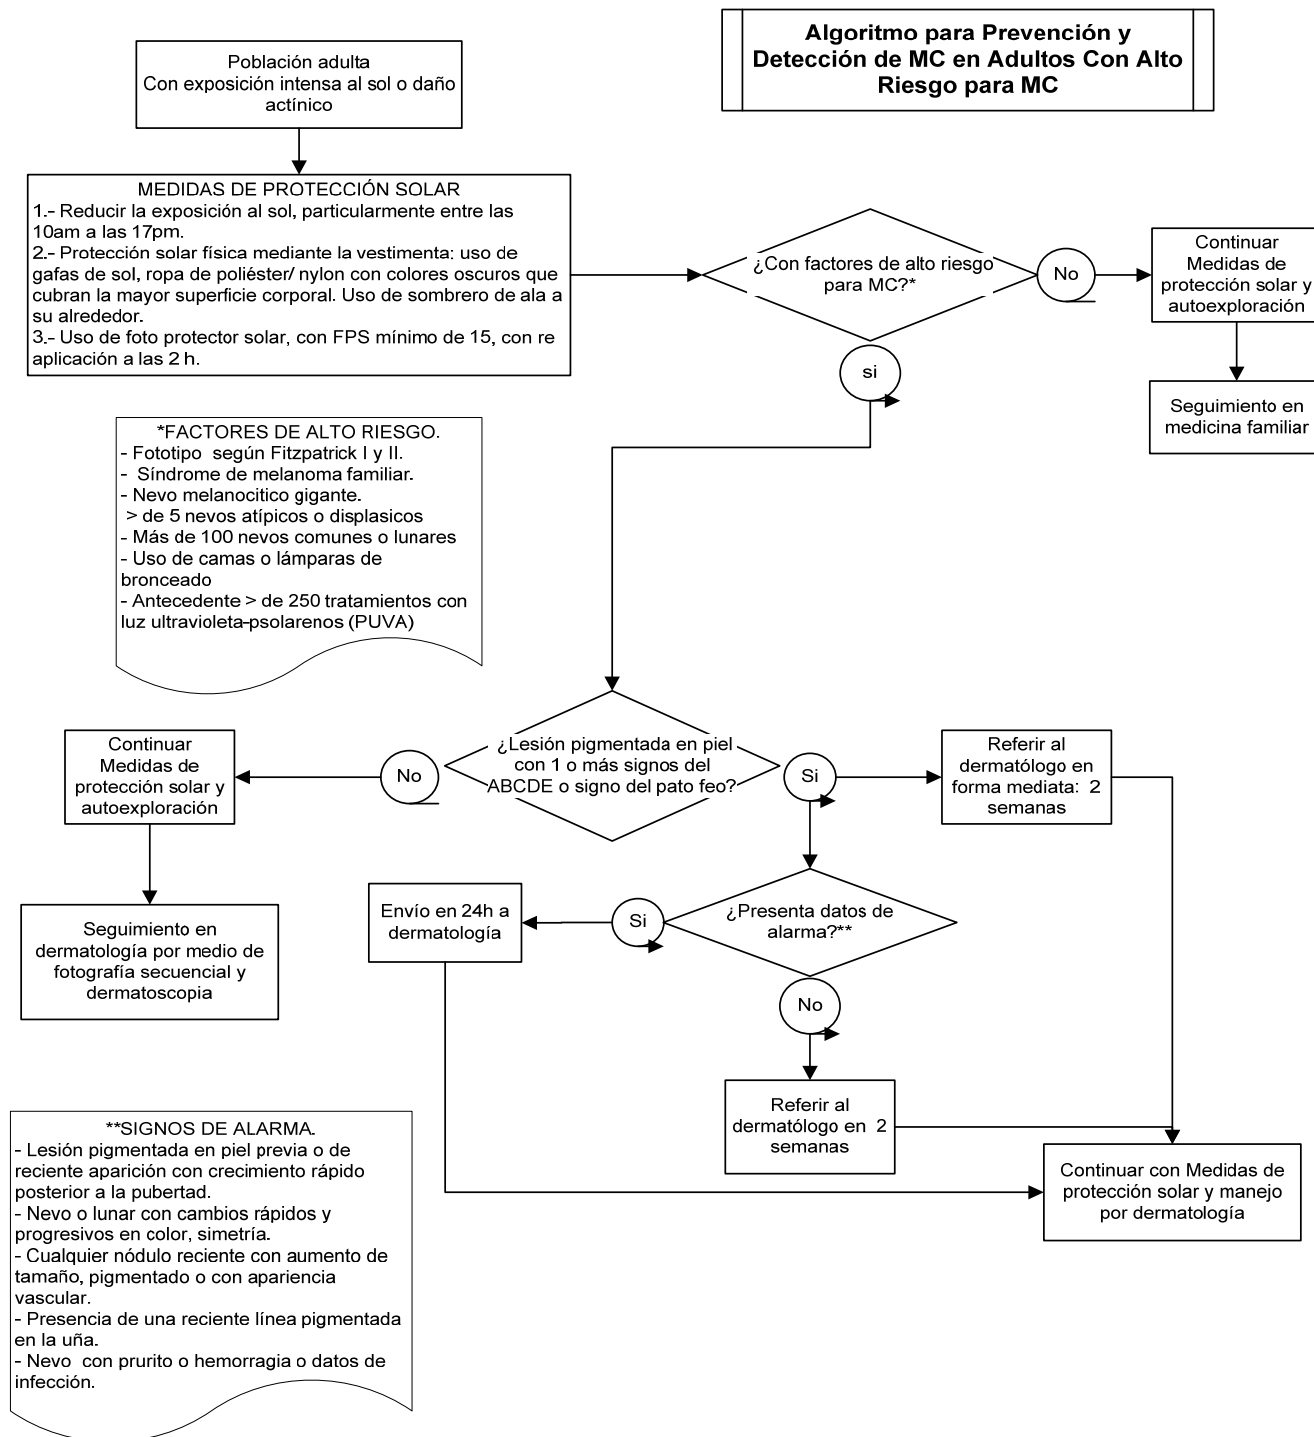 Algoritmo para Prevención y
Detección de MC en Adultos Con Alto
Riesgo para MC
Población adulta
Con exposición intensa al sol o daño
actínico
MEDIDAS DE PROTECCIÓN SOLAR
1.- Reducir la exposición al sol, particularmente entre las
10am a las 17pm.
2.- Protección solar física mediante la vestimenta: uso de
gafas de sol, ropa de poliéster/ nylon con colores oscuros que
cubran la mayor superficie corporal. Uso de sombrero de ala a
su alrededor.
3.- Uso de foto protector solar, con FPS mínimo de 15, con re
aplicación a las 2 h.
¿Con factores de alto riesgo
para MC?*
No
Continuar
Medidas de
protección solar y
autoexploración
Seguimiento en
medicina familiar
si
*FACTORES DE ALTO RIESGO.
- Fototipo según Fitzpatrick I y II.
- Síndrome de melanoma familiar.
- Nevo melanocitico gigante.
> de 5 nevos atípicos o displasicos
- Más de 100 nevos comunes o lunares
- Uso de camas o lámparas de
bronceado
- Antecedente > de 250 tratamientos con
luz ultravioleta-psolarenos (PUVA)
¿Lesión pigmentada en piel
con 1 o más signos del
ABCDE o signo del pato feo?
No
Continuar
Medidas de
protección solar y
autoexploración
Seguimiento en
dermatología por medio de
fotografía secuencial y
dermatoscopia
Si
Referir al
dermatólogo en
forma mediata: 2
semanas
¿Presenta datos de
alarma?**
Si
Envío en 24h a
dermatología
No
Referir al
dermatólogo en 2
semanas
Continuar con Medidas de
protección solar y manejo
por dermatología
**SIGNOS DE ALARMA.
- Lesión pigmentada en piel previa o de
reciente aparición con crecimiento rápido
posterior a la pubertad.
- Nevo o lunar con cambios rápidos y
progresivos en color, simetría.
- Cualquier nódulo reciente con aumento de
tamaño, pigmentado o con apariencia
vascular.
- Presencia de una reciente línea pigmentada
en la uña.
- Nevo con prurito o hemorragia o datos de
infección.